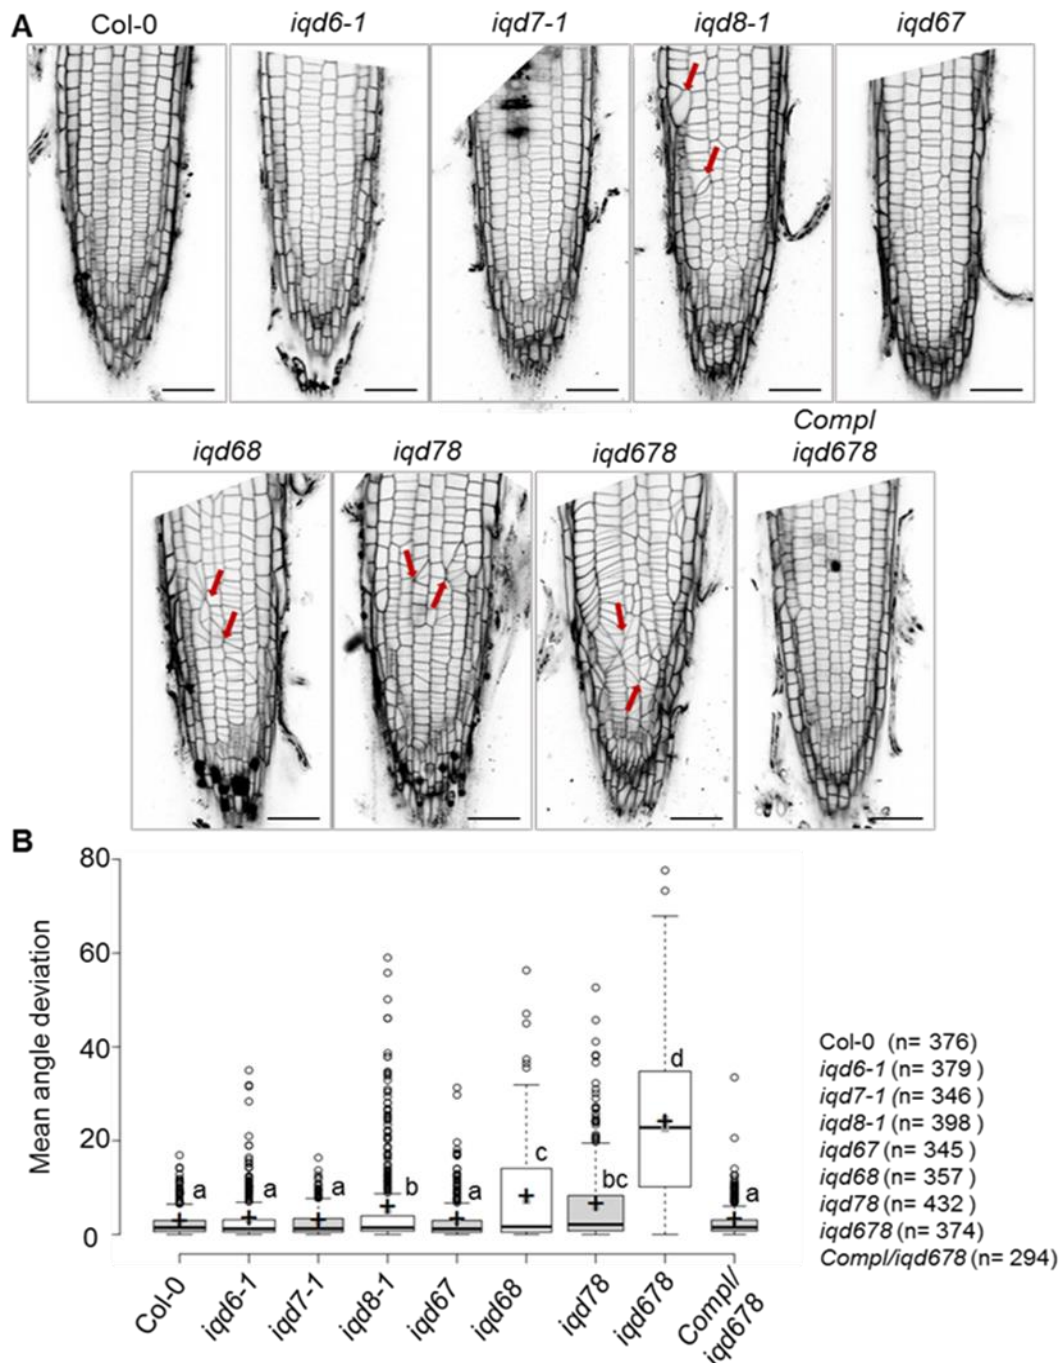 A
Col-0 iqd6-1 iqd7-1 iqd8-1 iqd67
Compl
iqd68 iqd78 iqd678 iqd678
B
Mean angle deviation
80
60
40
20
0
a a a b a c bc d a
Col-0 iqd6-1 iqd7-1 iqd8-1 iqd67 iqd68 iqd78 iqd678 Compl/
iqd678
Col-0 (n= 376)
iqd6-1 (n= 379 )
iqd7-1 (n= 346 )
iqd8-1 (n= 398 )
iqd67 (n= 345 )
iqd68 (n= 357 )
iqd78 (n= 432 )
iqd678 (n= 374 )
Compl/iqd678 (n= 294)